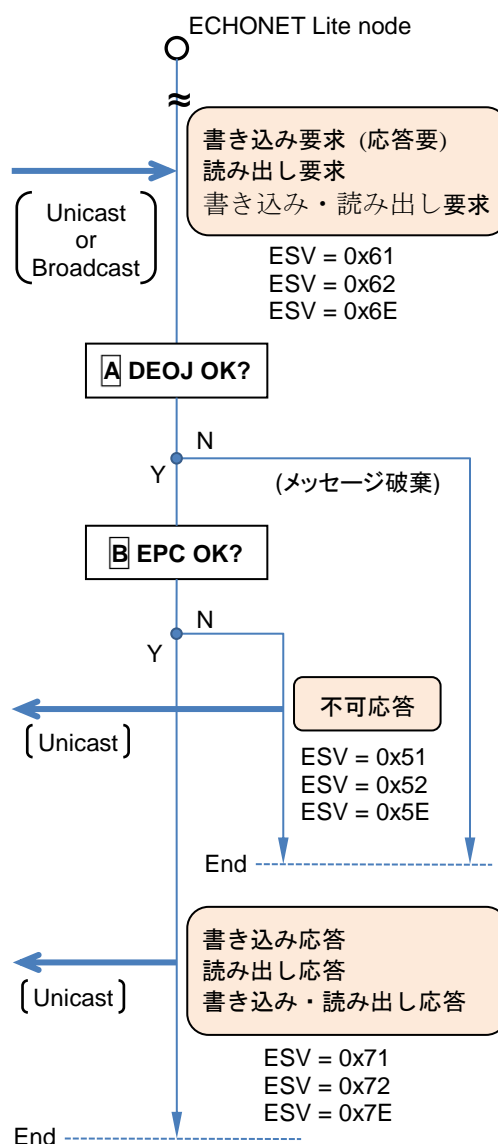 ECHONET Lite node
≈
書き込み要求 (応答要)
読み出し要求
書き込み・読み出し要求
Unicast
or
Broadcast
ESV = 0x61
ESV = 0x62
ESV = 0x6E
A DEOJ OK?
N
Y
(メッセージ破棄)
B EPC OK?
N
Y
不可応答
[Unicast]
ESV = 0x51
ESV = 0x52
ESV = 0x5E
End
書き込み応答
読み出し応答
書き込み・読み出し応答
[Unicast]
ESV = 0x71
ESV = 0x72
ESV = 0x7E
End